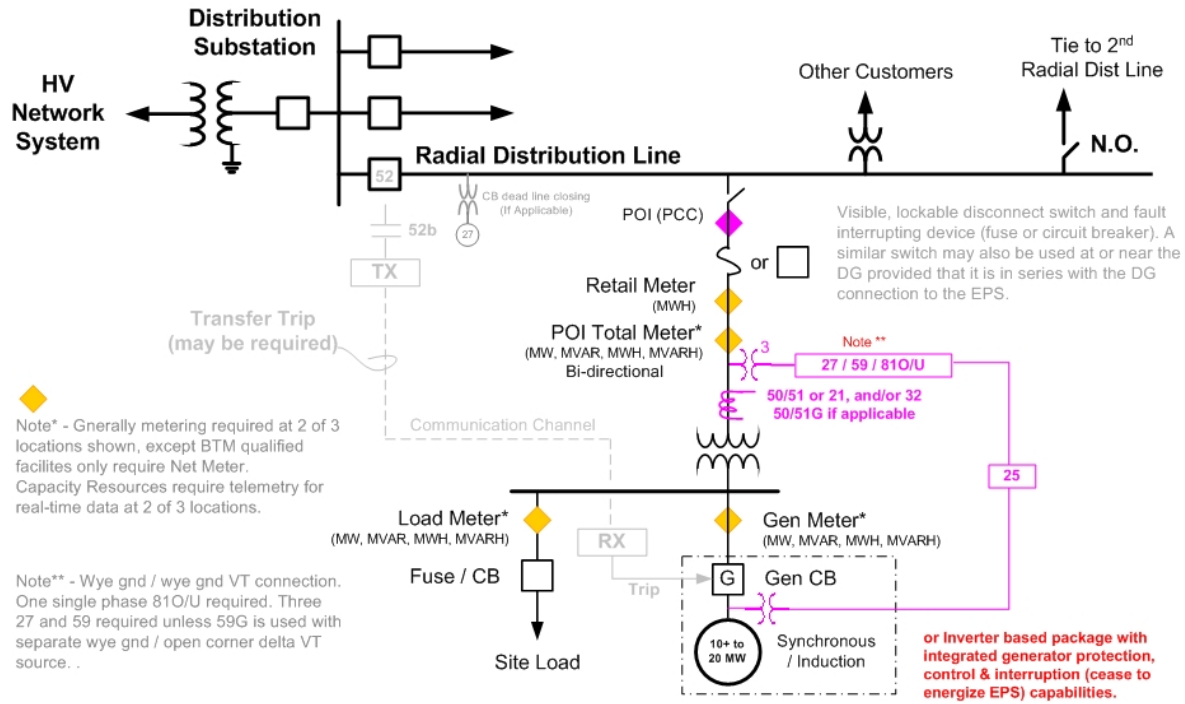 Distribution
Substation
HV
Network
System
Other Customers
Tie to 2nd
Radial Dist Line
N.O.
Radial Distribution Line
52
CB dead line closing
(If Applicable)
27
52b
TX
POI (PCC)
or
Visible, lockable disconnect switch and fault
interrupting device (fuse or circuit breaker). A
similar switch may also be used at or near the
DG provided that it is in series with the DG
connection to the EPS.
Retail Meter
(MWH)
POI Total Meter*
(MW, MVAR, MWH, MVARH)
Bi-directional
Transfer Trip
(may be required)
3
Note **
27 / 59 / 81O/U
50/51 or 21, and/or 32
50/51G if applicable
25
Note* - Gnerally metering required at 2 of 3
locations shown, except BTM qualified
facilites only require Net Meter.
Capacity Resources require telemetry for
real-time data at 2 of 3 locations.
Communication Channel
Load Meter*
(MW, MVAR, MWH, MVARH)
Fuse / CB
Site Load
RX
Trip
Gen Meter*
(MW, MVAR, MWH, MVARH)
G
Gen CB
10+ to
20 MW
Synchronous
/ Induction
Note** - Wye gnd / wye gnd VT connection.
One single phase 81O/U required. Three
27 and 59 required unless 59G is used with
separate wye gnd / open corner delta VT
source. .
or Inverter based package with
integrated generator protection,
control & interruption (cease to
energize EPS) capabilities.